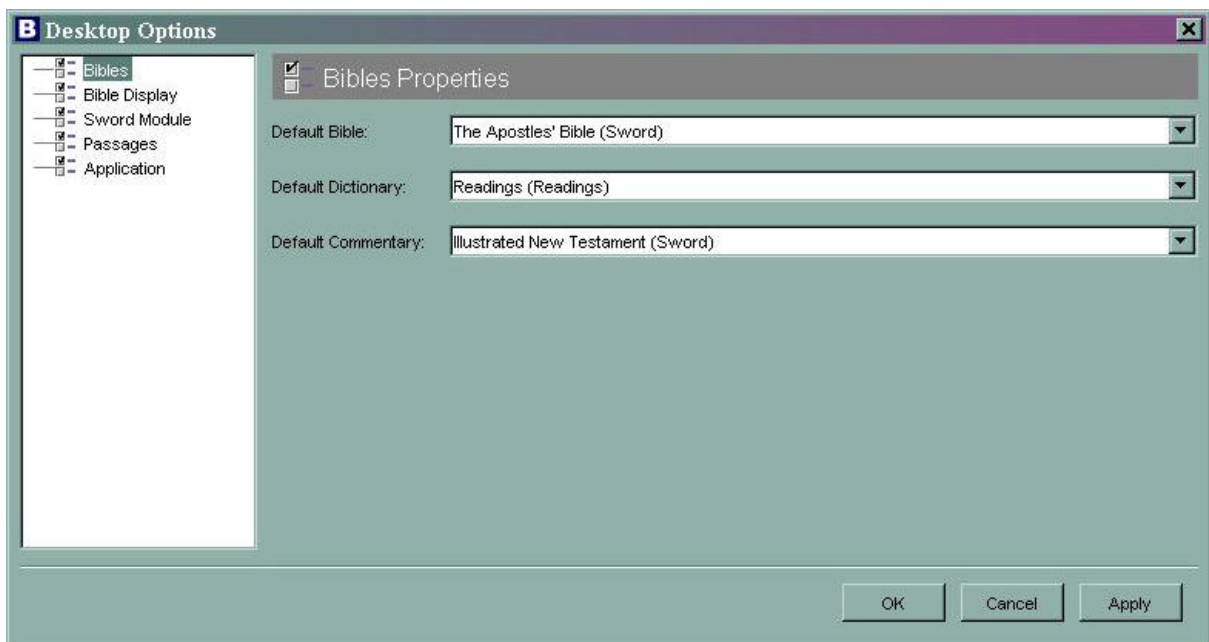 B Desktop Options
Bibles
Bible Display
Sword Module
Passages
Application
Bibles Properties
Default Bible: The Apostles' Bible (Sword)
Default Dictionary: Readings (Readings)
Default Commentary: Illustrated New Testament (Sword)
OK Cancel Apply